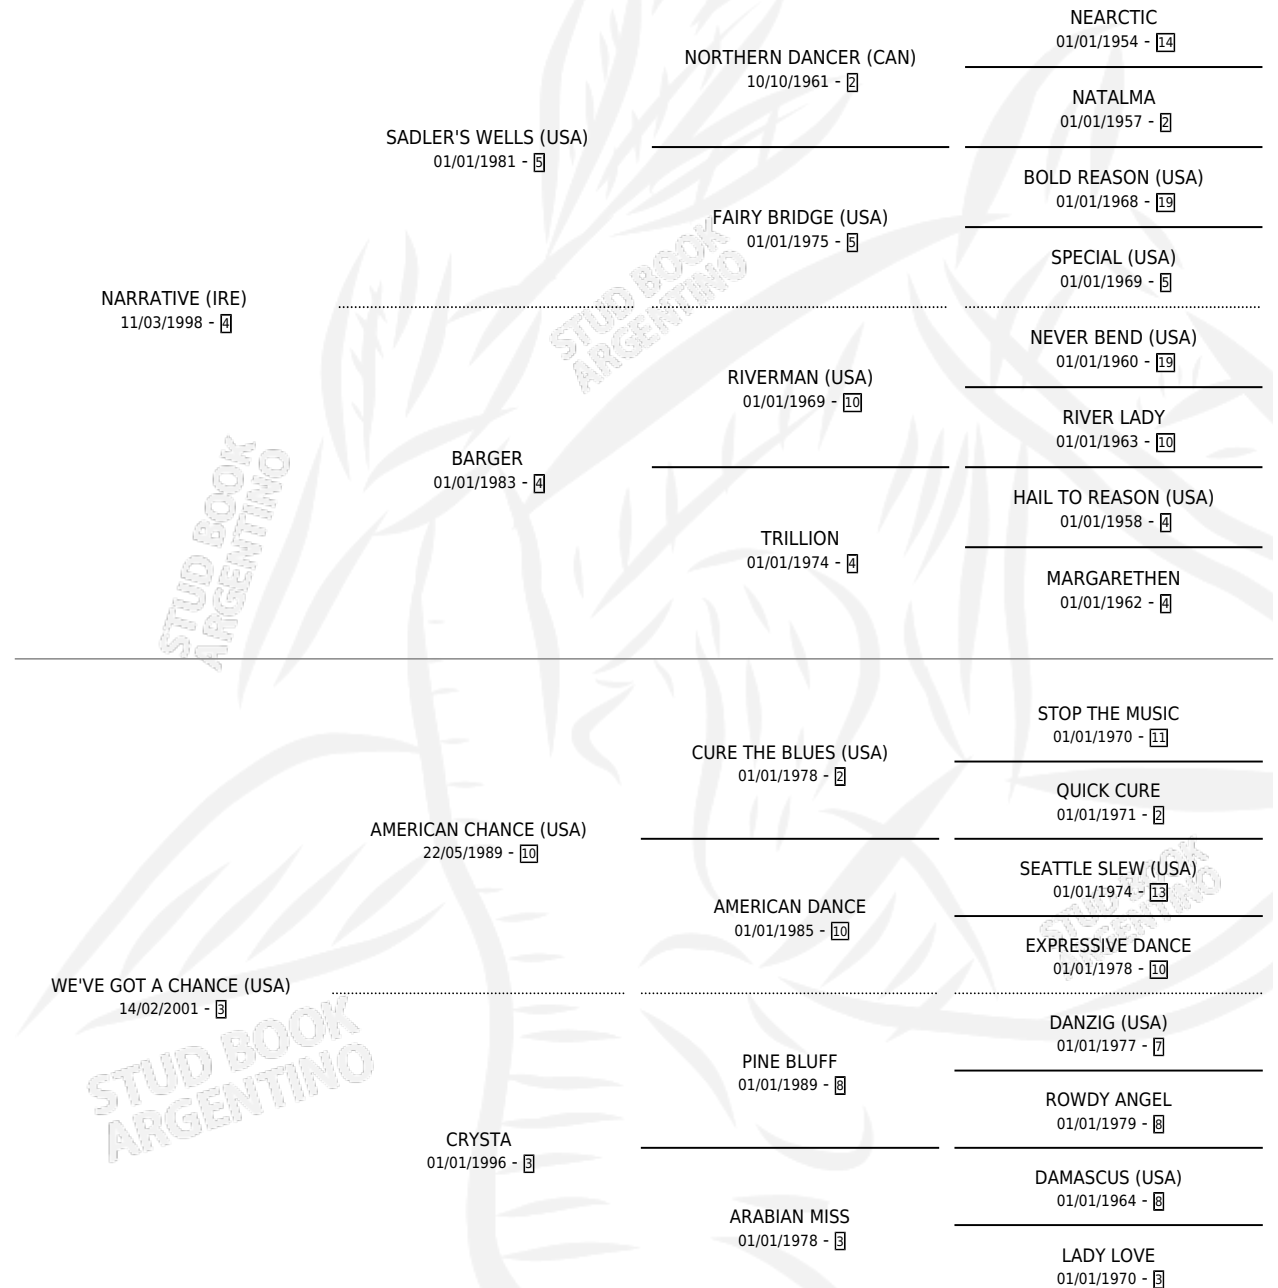 NEARCTIC
01/01/1954 - 14
NORTHERN DANCER (CAN)
10/10/1961 - 2
NATALMA
01/01/1957 - 2
SADLER'S WELLS (USA)
01/01/1981 - 5
BOLD REASON (USA)
01/01/1968 - 19
FAIRY BRIDGE (USA)
01/01/1975 - 5
SPECIAL (USA)
01/01/1969 - 5
NARRATIVE (IRE)
11/03/1998 - 4
NEVER BEND (USA)
01/01/1960 - 19
RIVERMAN (USA)
01/01/1969 - 10
RIVER LADY
01/01/1963 - 10
BARGER
01/01/1983 - 4
HAIL TO REASON (USA)
01/01/1958 - 4
TRILLION
01/01/1974 - 4
MARGARETHEN
01/01/1962 - 4
STUD BOOK
ARGENTINO
STUD BOOK
ARGENTINO
STOP THE MUSIC
01/01/1970 - 11
CURE THE BLUES (USA)
01/01/1978 - 2
QUICK CURE
01/01/1971 - 2
AMERICAN CHANCE (USA)
22/05/1989 - 10
SEATTLE SLEW (USA)
01/01/1974 - 13
AMERICAN DANCE
01/01/1985 - 10
EXPRESSIVE DANCE
01/01/1978 - 10
WE'VE GOT A CHANCE (USA)
14/02/2001 - 3
DANZIG (USA)
01/01/1977 - 7
PINE BLUFF
01/01/1989 - 8
ROWDY ANGEL
01/01/1979 - 8
CRYSTA
01/01/1996 - 3
DAMASCUS (USA)
01/01/1964 - 8
ARABIAN MISS
01/01/1978 - 3
LADY LOVE
01/01/1970 - 3
STUD BOOK
ARGENTINO
STUD BOOK
ARGENTINO